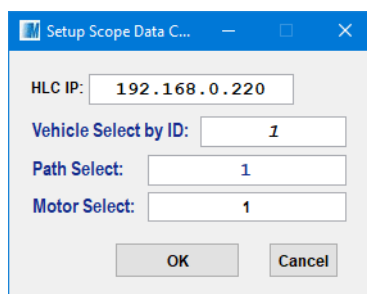 Setup Scope Data C...
HLC IP: 192.168.0.220
Vehicle Select by ID: 1
Path Select: 1
Motor Select: 1
OK Cancel